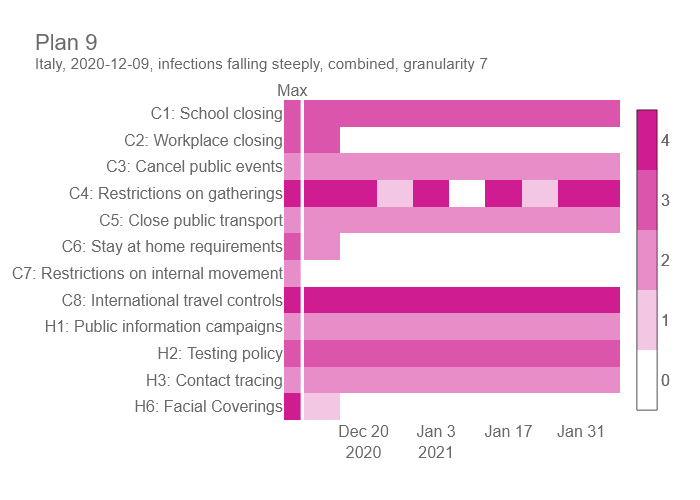 Plan 9
Italy, 2020-12-09, infections falling steeply, combined, granularity 7
Max
C1: School closing
C2: Workplace closing
C3: Cancel public events
C4: Restrictions on gatherings
C5: Close public transport
C6: Stay at home requirements
C7: Restrictions on internal movement
C8: International travel controls
H1: Public information campaigns
H2: Testing policy
H3: Contact tracing
H6: Facial Coverings
Dec 20 Jan 3 Jan 17 Jan 31
2020 2021
4
3
2
1
0